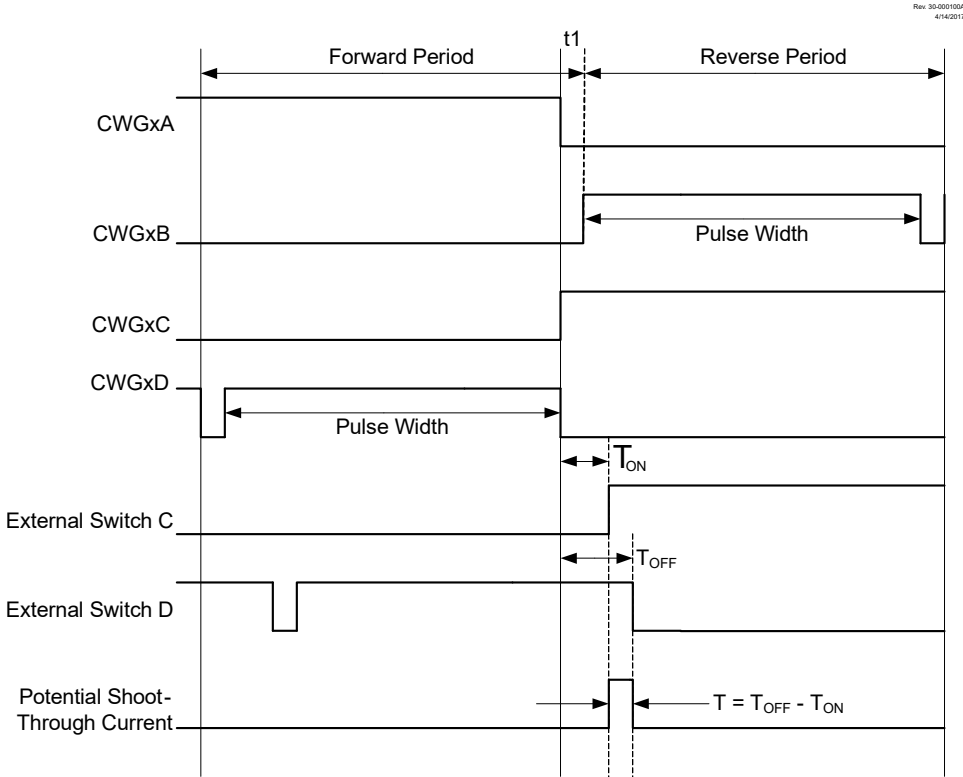 Rev. 30-000100A
4/14/2017
t1
Forward Period
Reverse Period
CWGxA
CWGxB
Pulse Width
CWGxC
CWGxD
Pulse Width
TON
External Switch C
TOFF
External Switch D
Potential Shoot-
Through Current
T = TOFF - TON